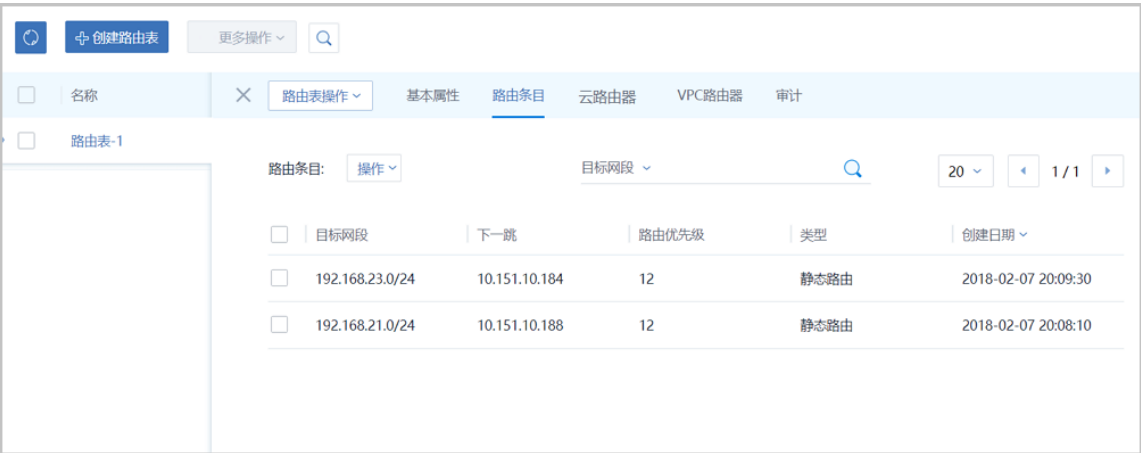 创建路由表 更多操作
名称 路由表操作 基本属性 路由条目 云路由器 VPC路由器 审计
路由表-1
路由条目: 操作 目标网段 20 1 / 1
目标网段 下一跳 路由优先级 类型 创建日期
192.168.23.0/24 10.151.10.184 12 静态路由 2018-02-07 20:09:30
192.168.21.0/24 10.151.10.188 12 静态路由 2018-02-07 20:08:10